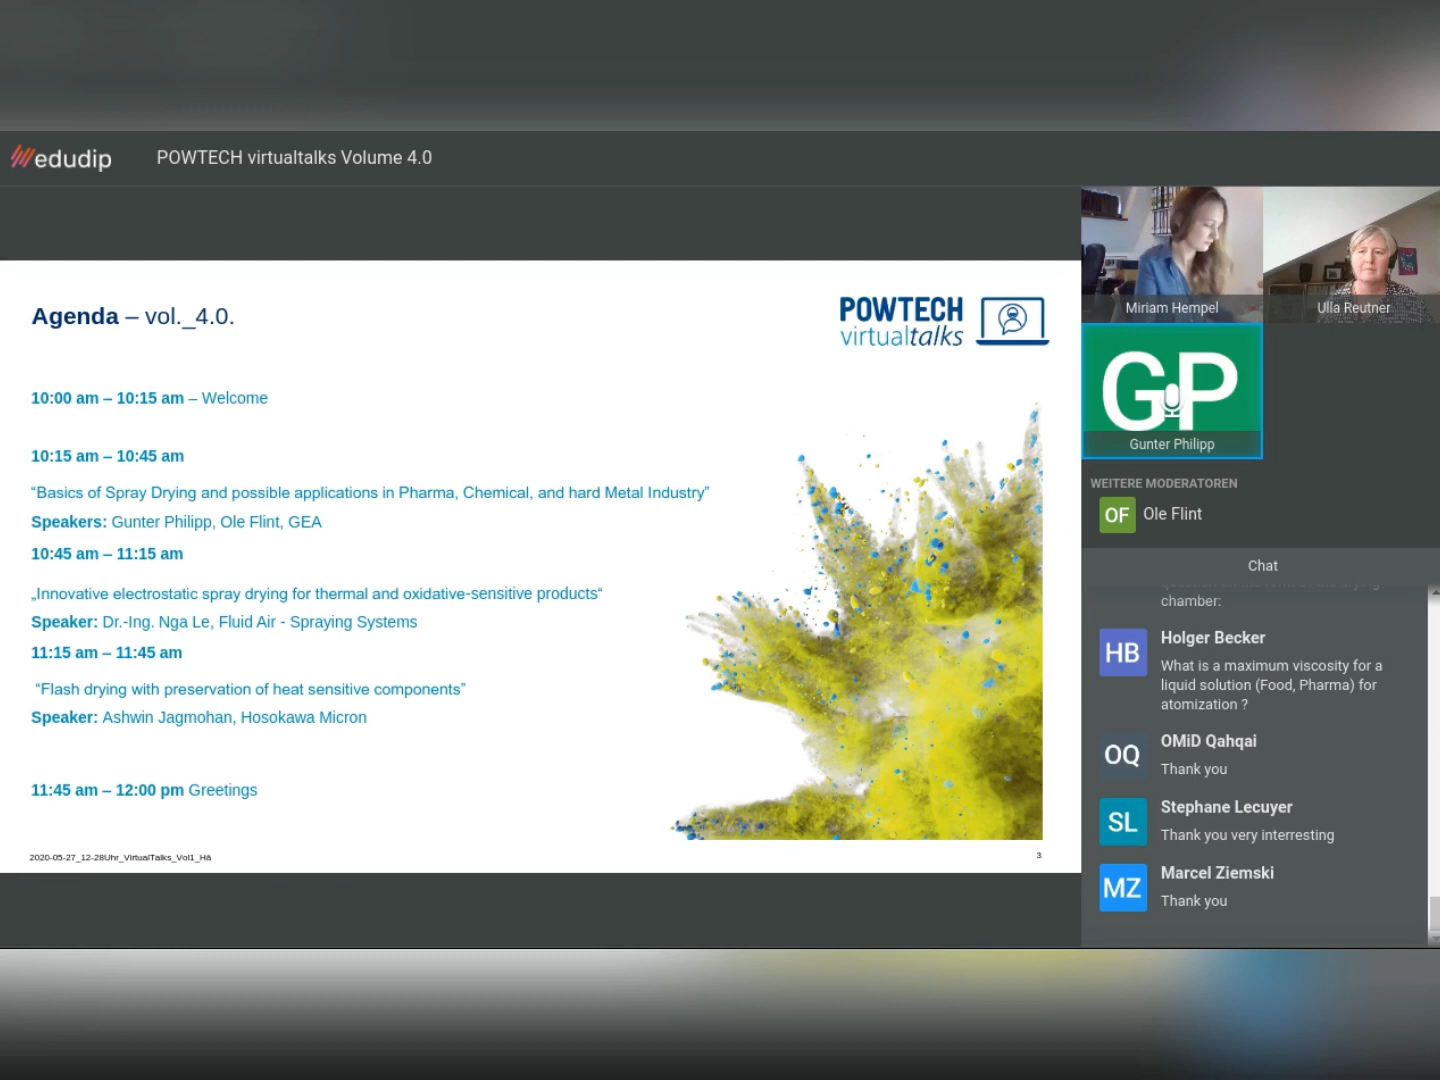 edudip
POWTECH virtualtalks Volume 4.0
Agenda – vol._4.0.
POWTECH
virtualtalks
10:00 am – 10:15 am – Welcome
10:15 am – 10:45 am
“Basics of Spray Drying and possible applications in Pharma, Chemical, and hard Metal Industry”
Speakers: Gunter Philipp, Ole Flint, GEA
10:45 am – 11:15 am
„Innovative electrostatic spray drying for thermal and oxidative-sensitive products“
Speaker: Dr.-Ing. Nga Le, Fluid Air - Spraying Systems
11:15 am – 11:45 am
“Flash drying with preservation of heat sensitive components”
Speaker: Ashwin Jagmohan, Hosokawa Micron
11:45 am – 12:00 pm Greetings
2020-05-27_12-28Uhr_VirtualTalks_Vol1_Hä
3
Miriam Hempel
Ulla Reutner
GP
Gunter Philipp
WEITERE MODERATOREN
OF
Ole Flint
Chat
chamber:
HB
Holger Becker
What is a maximum viscosity for a
liquid solution (Food, Pharma) for
atomization ?
OQ
OMiD Qahqai
Thank you
SL
Stephane Lecuyer
Thank you very interresting
MZ
Marcel Ziemski
Thank you